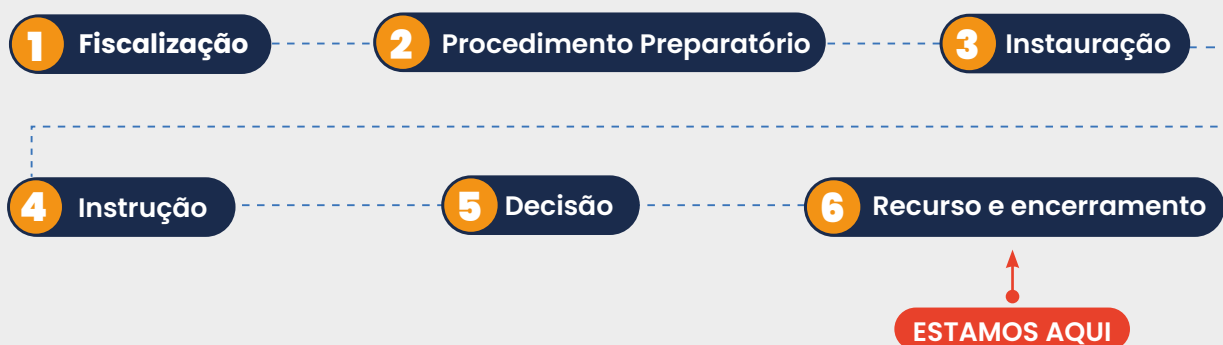 1 Fiscalização
2 Procedimento Preparatório
3 Instauração
4 Instrução
5 Decisão
6 Recurso e encerramento
ESTAMOS AQUI